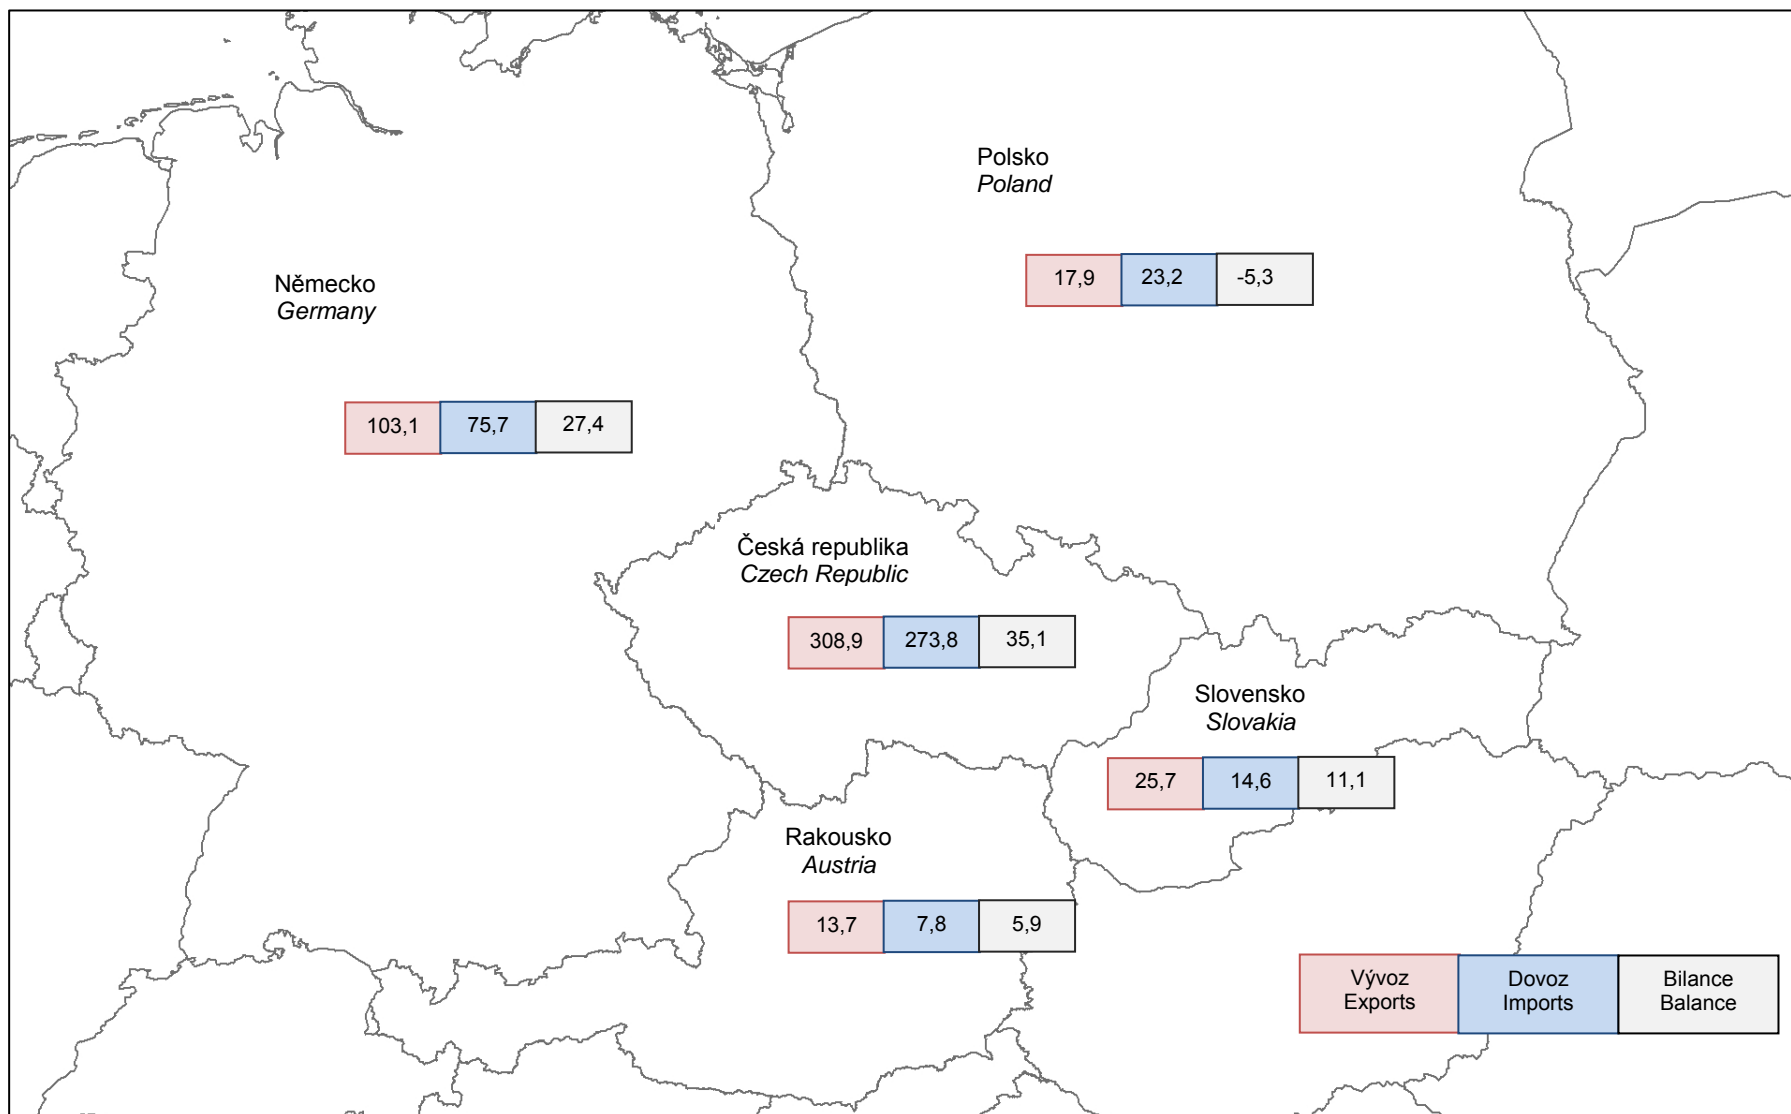 Polsko
Poland
17,9 23,2 -5,3
Německo
Germany
103,1 75,7 27,4
Česká republika
Czech Republic
308,9 273,8 35,1
Slovensko
Slovakia
25,7 14,6 11,1
Rakousko
Austria
13,7 7,8 5,9
Vývoz Dovoz Bilance
Exports Imports Balance